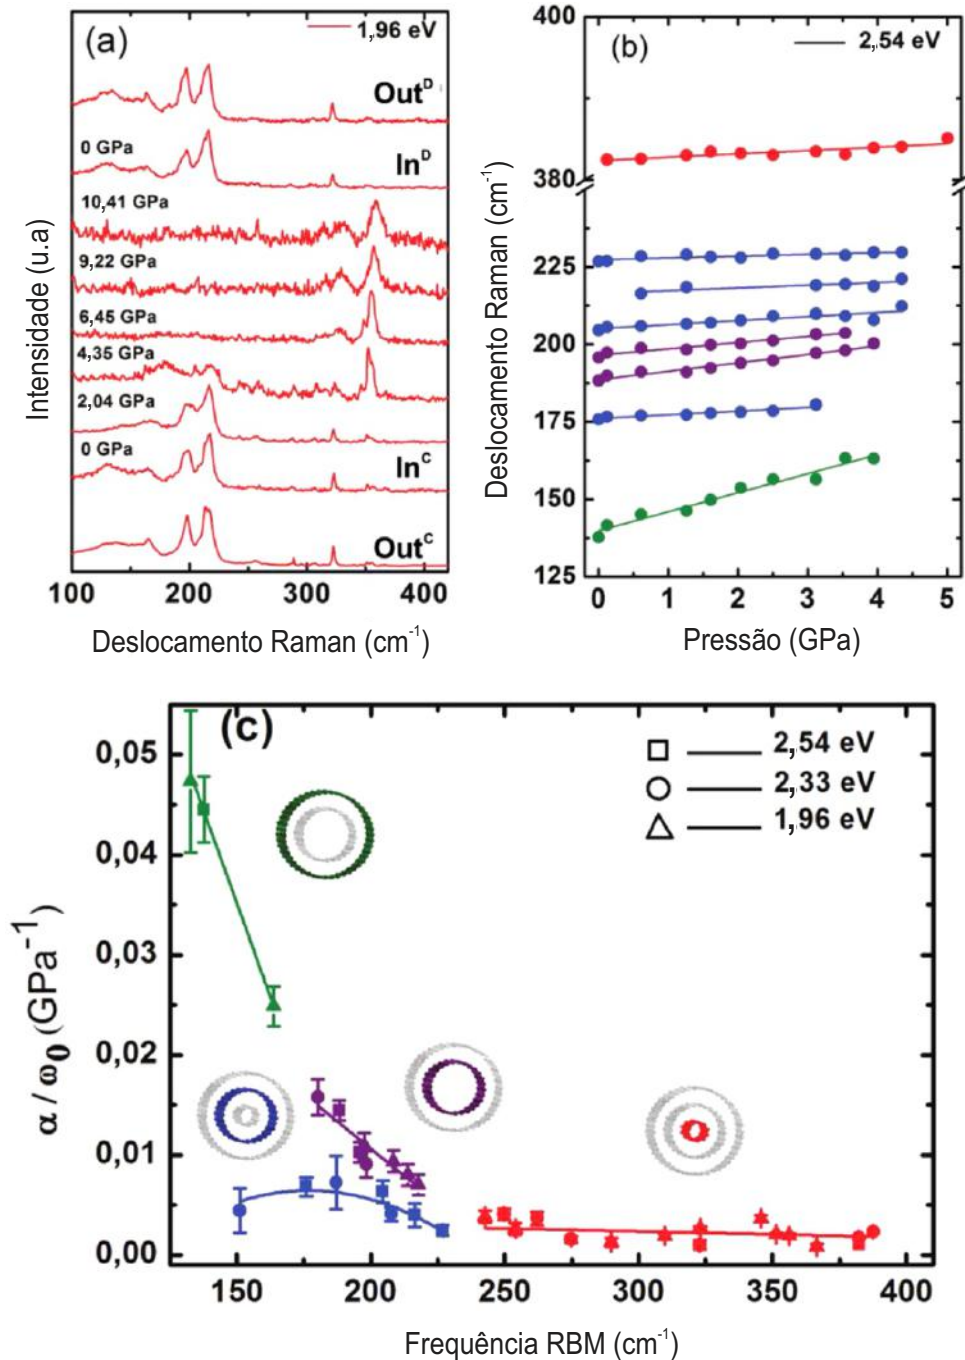 (a)
1,96 eV
Out^D
0 GPa
In^D
10,41 GPa
9,22 GPa
6,45 GPa
4,35 GPa
2,04 GPa
0 GPa
In^C
Out^C
Intensidade (u.a)
100 200 300 400
Deslocamento Raman (cm⁻¹)
(b)
2,54 eV
400
380
225
200
175
150
125
Deslocamento Raman (cm⁻¹)
0 1 2 3 4 5
Pressão (GPa)
(c)
2,54 eV
2,33 eV
1,96 eV
0,05
0,04
0,03
0,02
0,01
0,00
α / ω₀ (GPa⁻¹)
150 200 250 300 350 400
Frequência RBM (cm⁻¹)